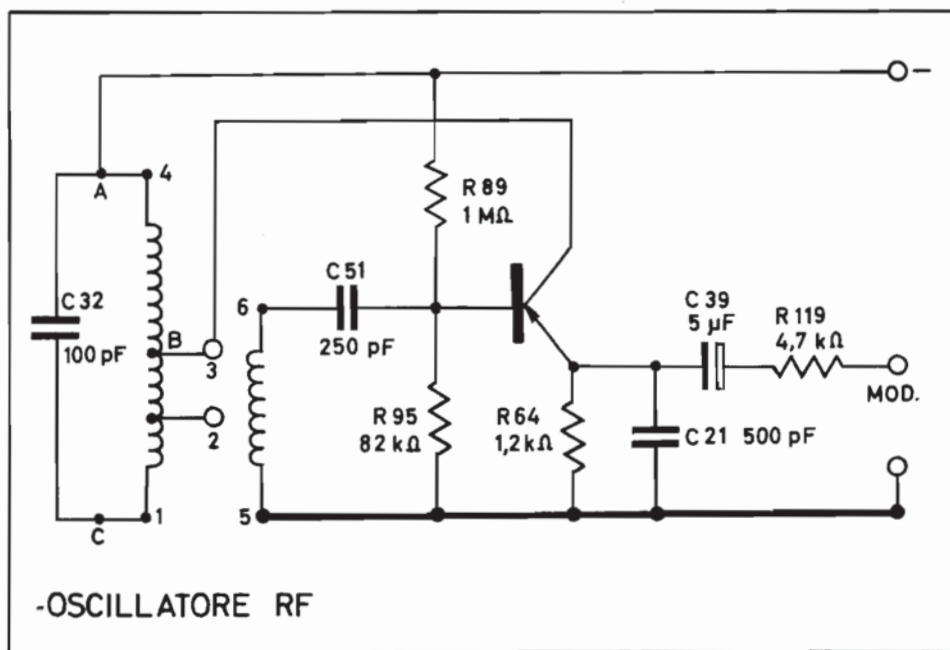 −
A
4
R 89
1 MΩ
C 51
250 pF
6
C 32
100 pF
B
3
2
C 39
5 µF
R 119
4,7 kΩ
MOD.
R 95
82 kΩ
R 64
1,2 kΩ
C 21 500 pF
C
1
5
-OSCILLATORE RF